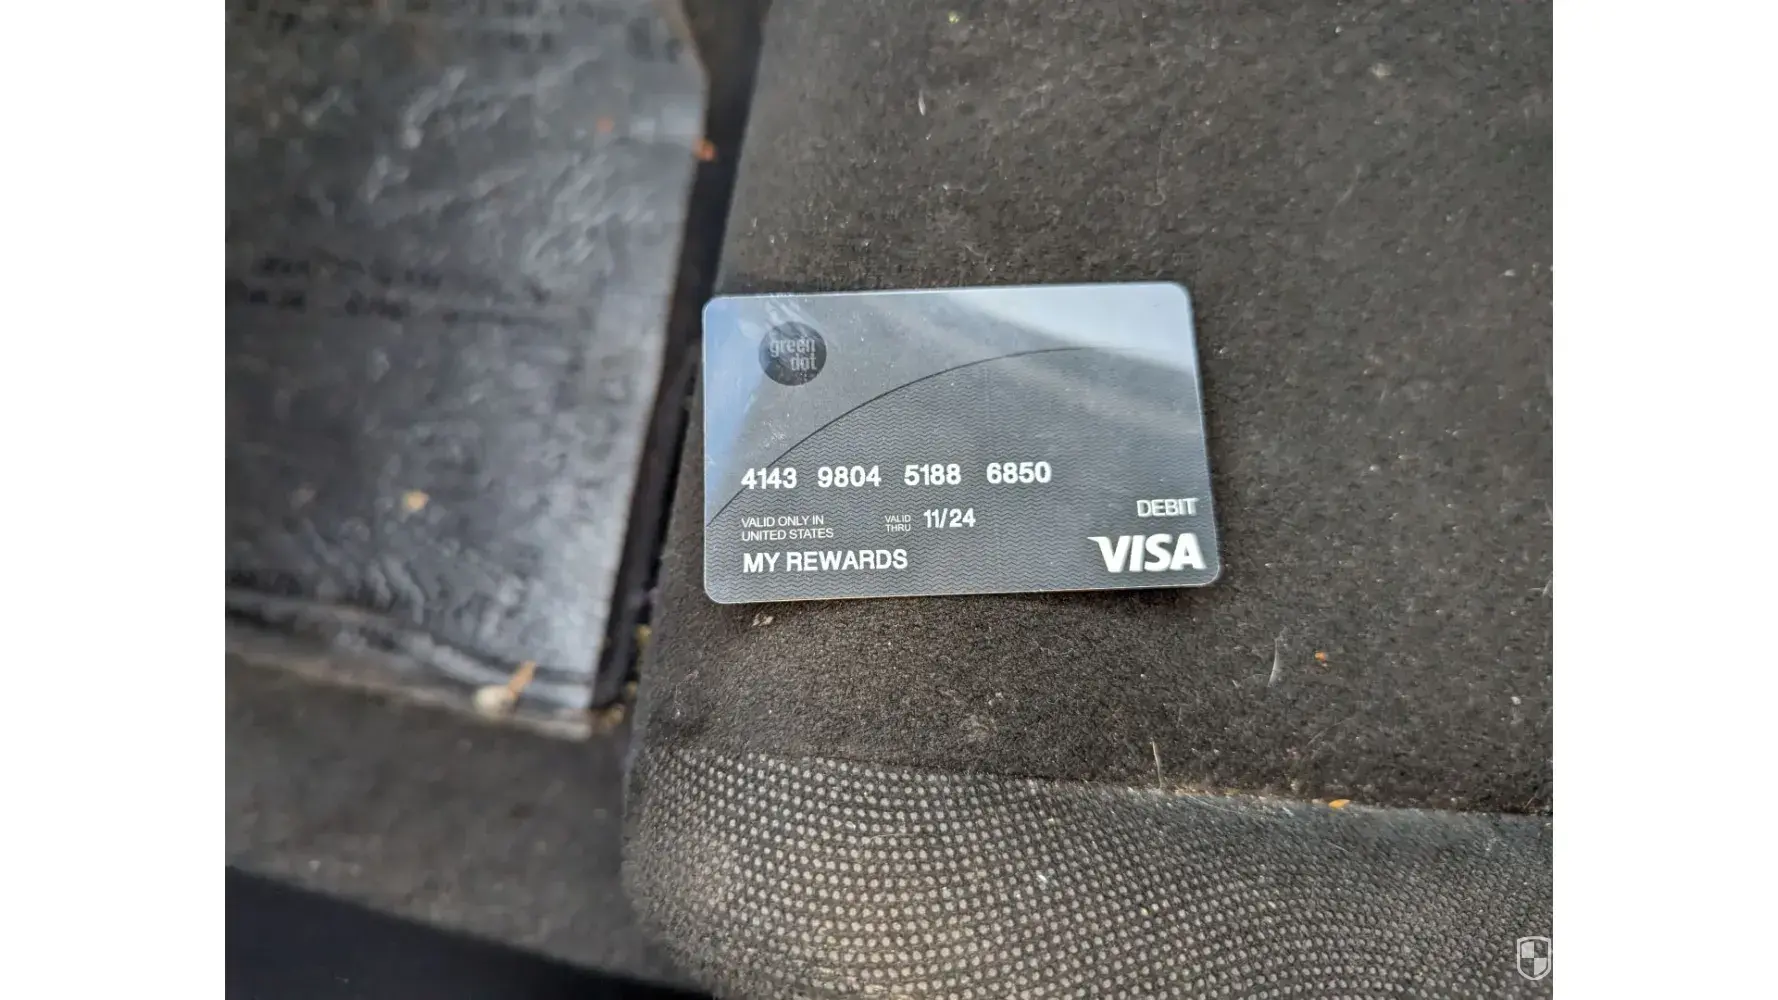 green
dot
4143 9804 5188 6850
VALID ONLY IN
UNITED STATES
VALID
THRU
11/24
DEBIT
MY REWARDS
VISA